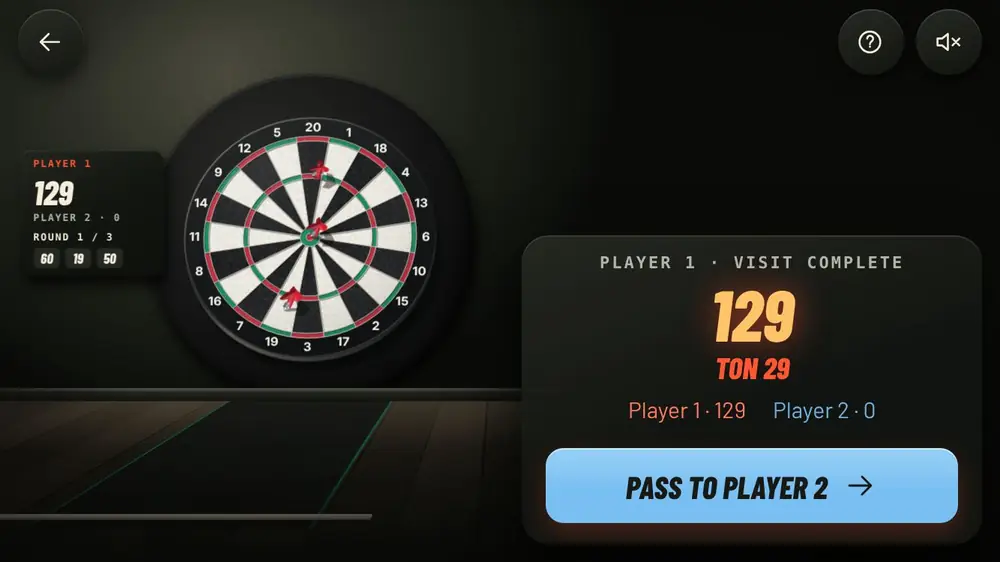 PLAYER 1
129
PLAYER 2 · 0
ROUND 1 / 3
60 19 50
20
1
18
4
13
6
10
15
2
17
3
19
7
16
8
11
14
9
12
5
PLAYER 1 · VISIT COMPLETE
129
TON 29
Player 1 · 129 Player 2 · 0
PASS TO PLAYER 2 →